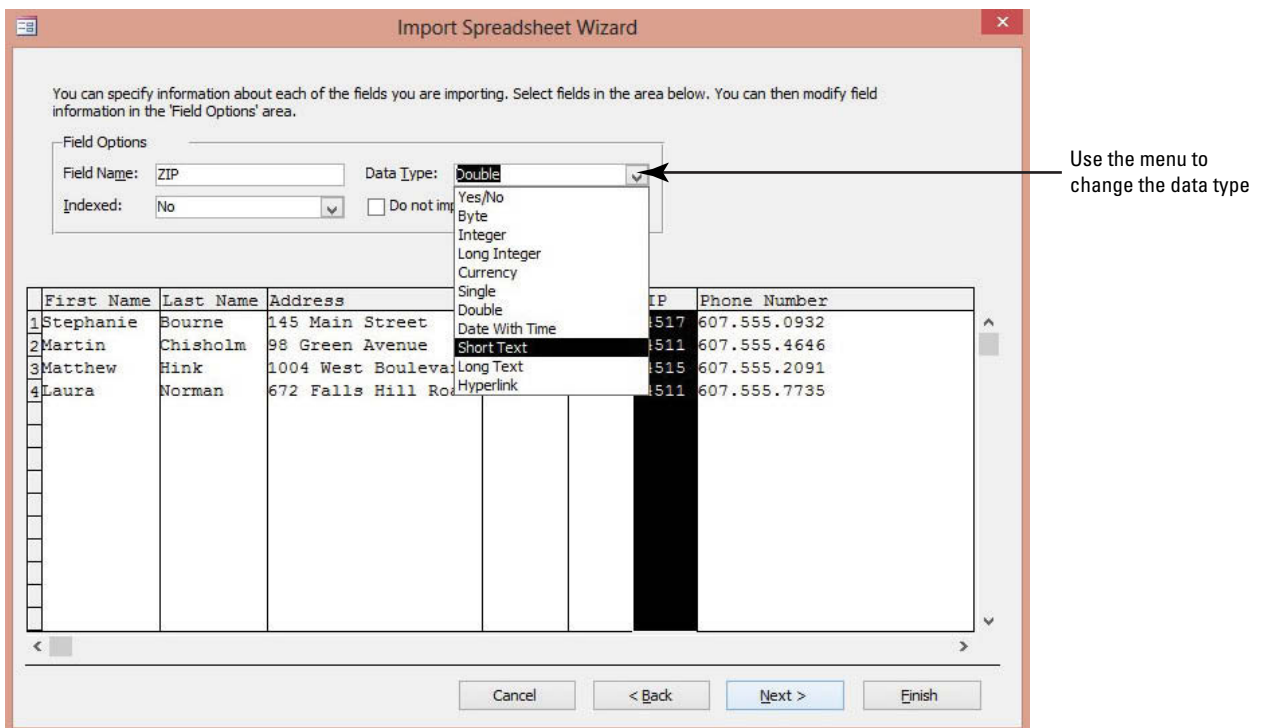 Import Spreadsheet Wizard
You can specify information about each of the fields you are importing. Select fields in the area below. You can then modify field
information in the 'Field Options' area.
Field Options
Field Name: ZIP Data Type: Double
Indexed: No Do not imp
Yes/No
Byte
Integer
Long Integer
Currency
Single
Double
Date With Time
Short Text
Long Text
Hyperlink
Use the menu to
change the data type
First Name Last Name Address IP Phone Number
1 Stephanie Bourne 145 Main Street 4517 607.555.0932
2 Martin Chisholm 98 Green Avenue 4511 607.555.4646
3 Matthew Hink 1004 West Bouleva 4515 607.555.2091
4 Laura Norman 672 Falls Hill Roa 4511 607.555.7735
Cancel < Back Next > Finish